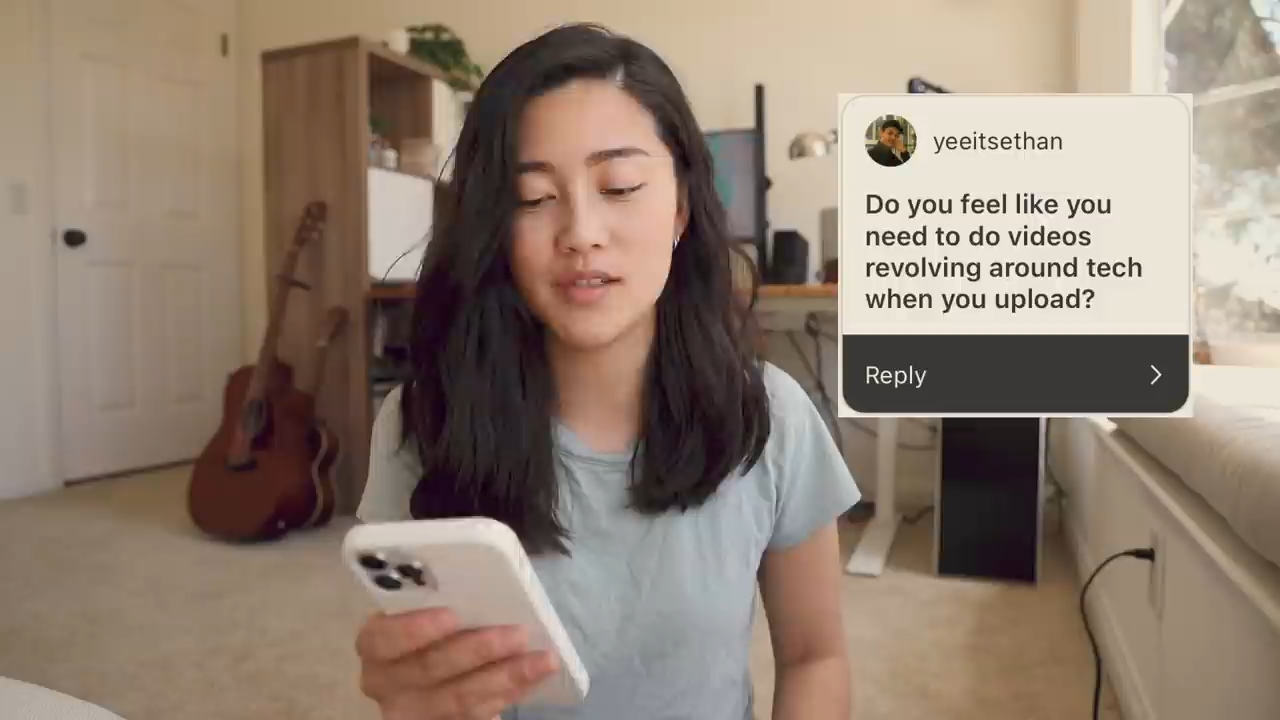 yeeitsethan
Do you feel like you
need to do videos
revolving around tech
when you upload?
Reply